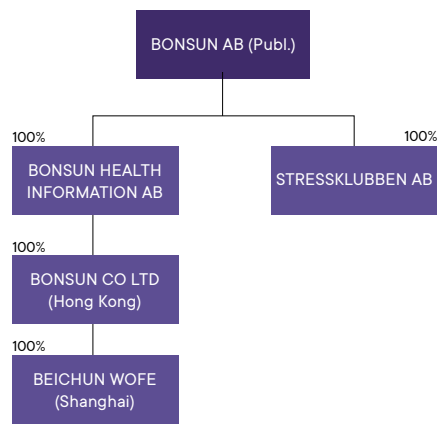 BONSUN AB (Publ.)
100%
100%
BONSUN HEALTH
INFORMATION AB
STRESSKLUBBEN AB
100%
BONSUN CO LTD
(Hong Kong)
100%
BEICHUN WOFE
(Shanghai)